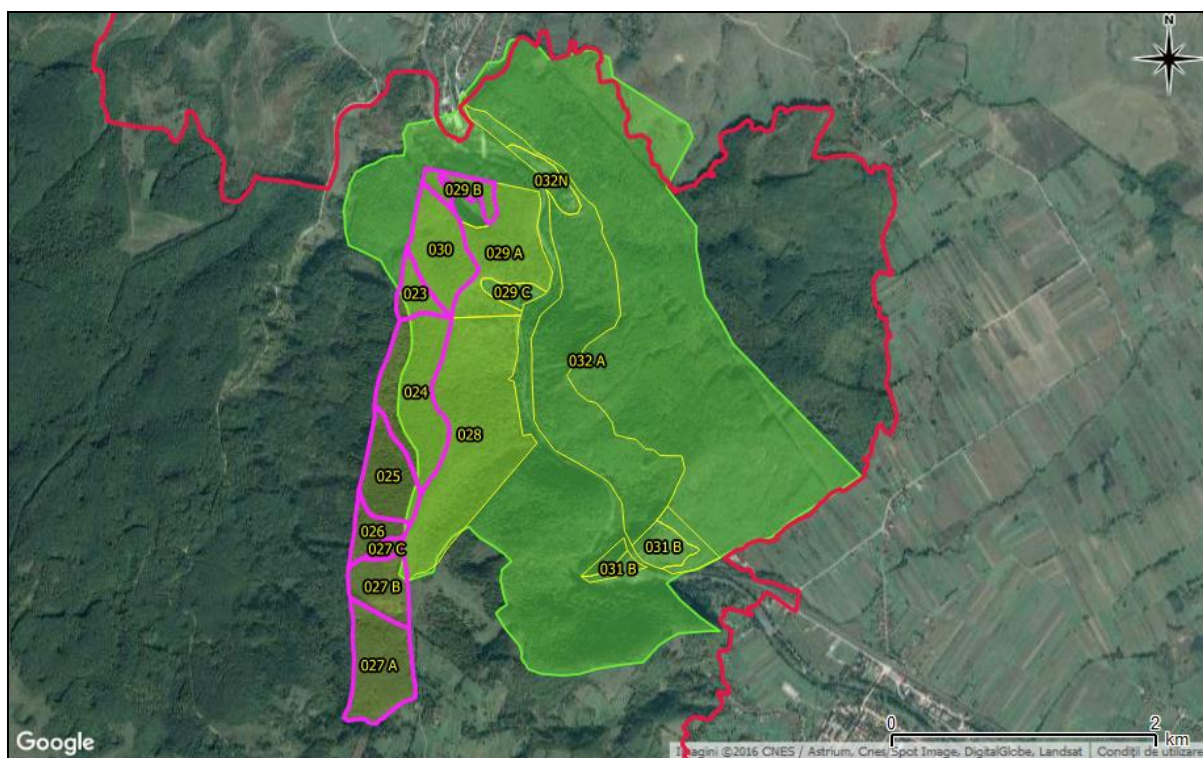 N
032N
029 B
030
029 A
023
029 C
032 A
024
028
025
026
027 C
031 B
031 B
027 B
027 A
0 2
km
Google
Imagini ©2016 CNES / Astrium, Cnes/Spot Image, DigitalGlobe, Landsat Condiții de utilizare